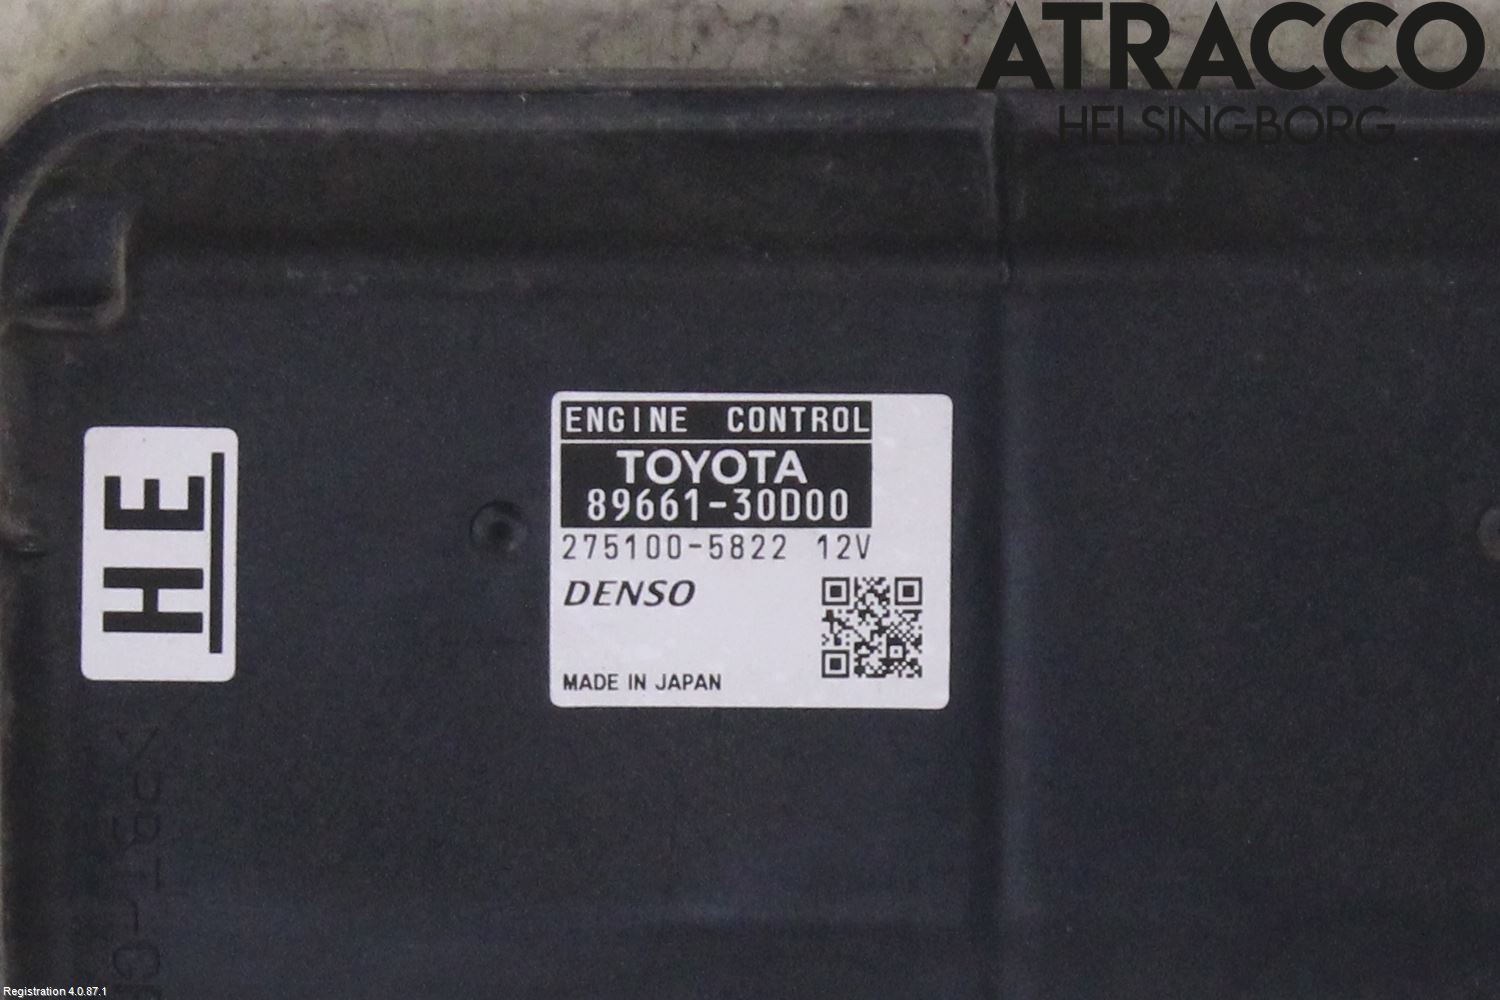 ATRACCO
HELSINGBORG
ENGINE CONTROL
TOYOTA
89661-30D00
275100-5822 12V
DENSO
MADE IN JAPAN
HE
>PBT-G
Registration 4.0.87.1